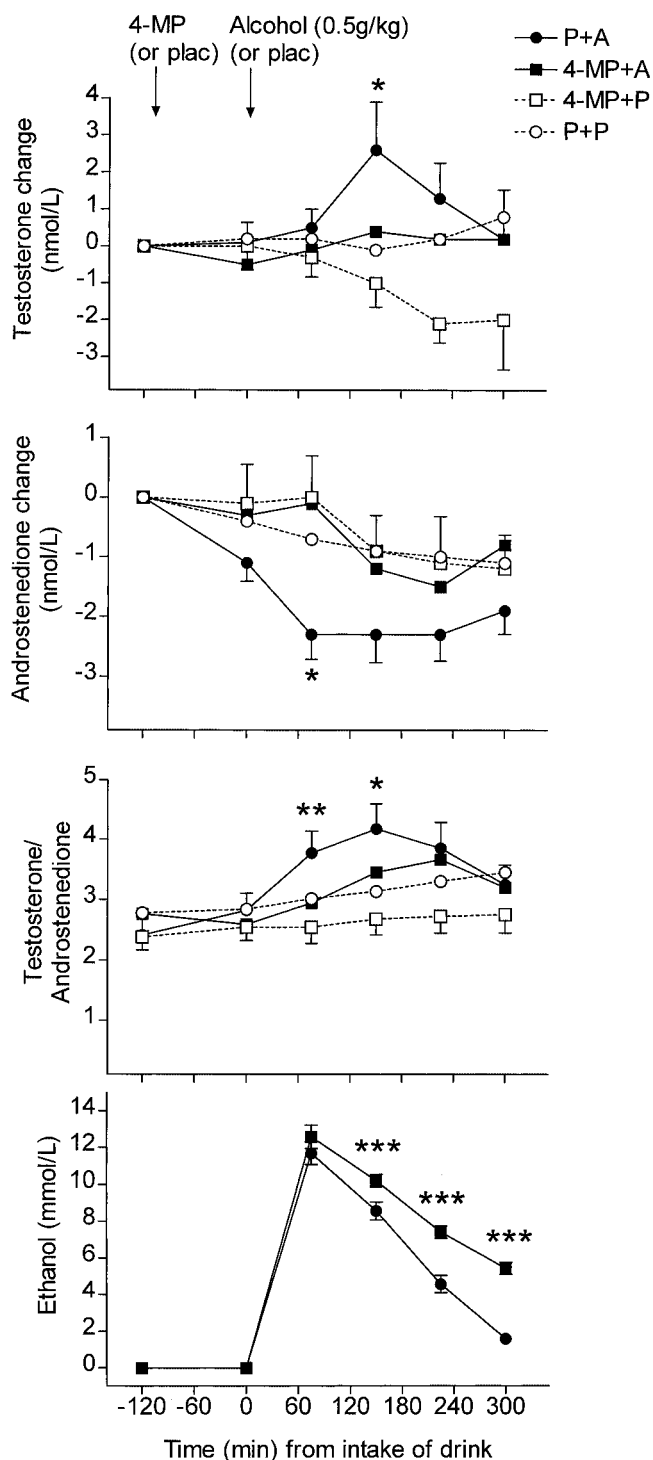 4-MP
(or plac)
Alcohol (0.5g/kg)
(or plac)
P+A
4-MP+A
4-MP+P
P+P
Testosterone change
(nmol/L)
4
3
2
1
0
-1
-2
-3
*
Androstenedione change
(nmol/L)
1
0
-1
-2
-3
*
Testosterone/
Androstenedione
5
4
3
2
1
**
*
Ethanol (mmol/L)
14
12
10
8
6
4
2
0
***
***
***
-120 -60 0 60 120 180 240 300
Time (min) from intake of drink